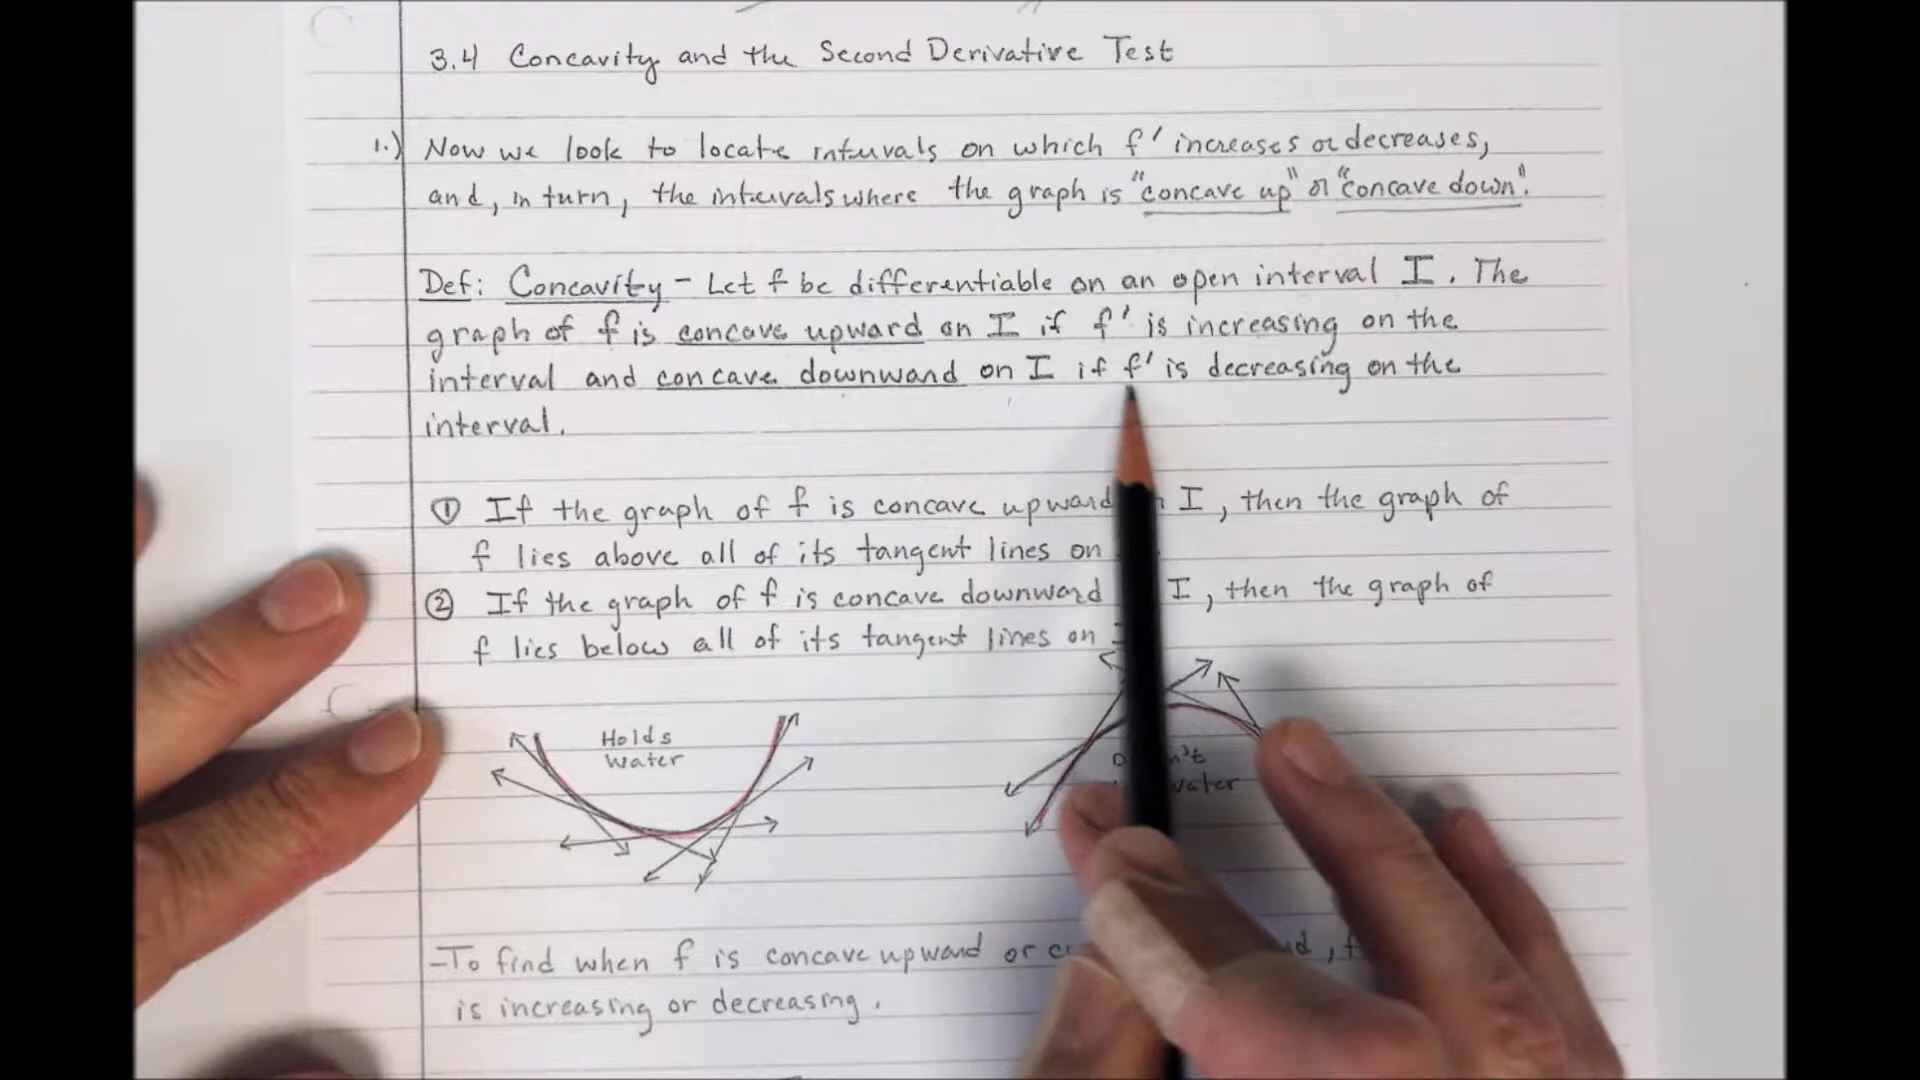 3.4 Concavity and the Second Derivative Test
1.) Now we look to locate intervals on which f' increases or decreases,
and, in turn, the intervals where the graph is "concave up" or "concave down".
Def: Concavity - Let f be differentiable on an open interval I. The
graph of f is concave upward on I if f' is increasing on the
interval and concave downward on I if f' is decreasing on the
interval.
① If the graph of f is concave upward I, then the graph of
f lies above all of its tangent lines on
② If the graph of f is concave downward I, then the graph of
f lies below all of its tangent lines on
Holds
Water
water
-To find when f is concave upward or
is increasing or decreasing.